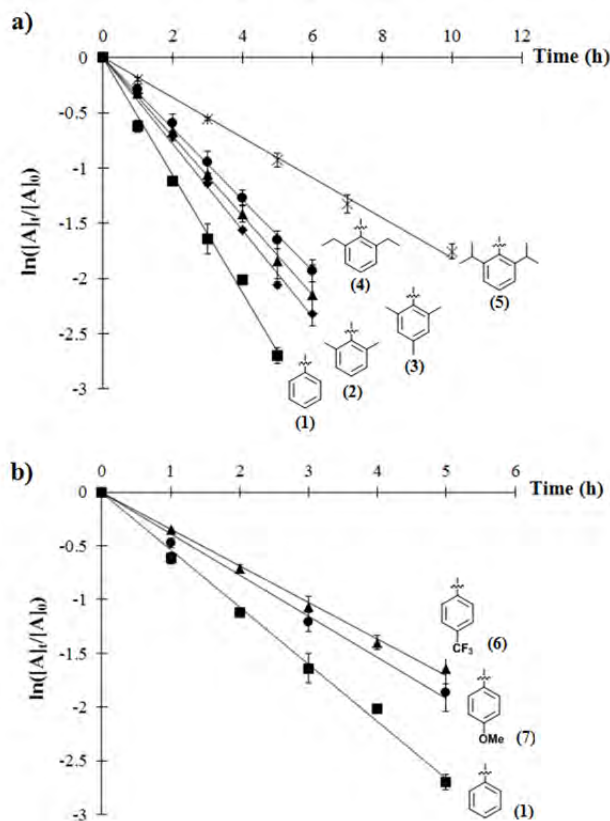 a)
0 2 4 6 8 10 12
Time (h)
0
-0.5
-1
-1.5
-2
-2.5
-3
ln([A]t/[A]0)
(4)
(5)
(3)
(2)
(1)
b)
0 1 2 3 4 5 6
Time (h)
0
-0.5
-1
-1.5
-2
-2.5
-3
ln([A]t/[A]0)
CF3 (6)
OMe (7)
(1)